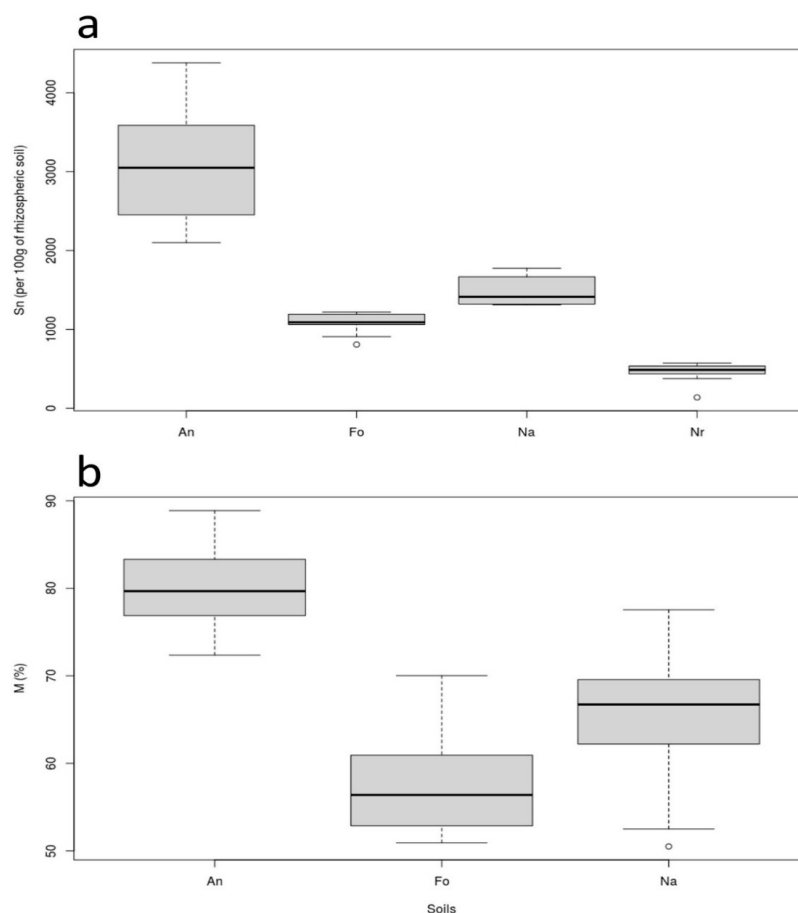 a
Sn (per 100g of rhizospheric soil)
4000
3000
2000
1000
0
An Fo Na Nr
b
M (%)
90
80
70
60
50
An Fo Na
Soils